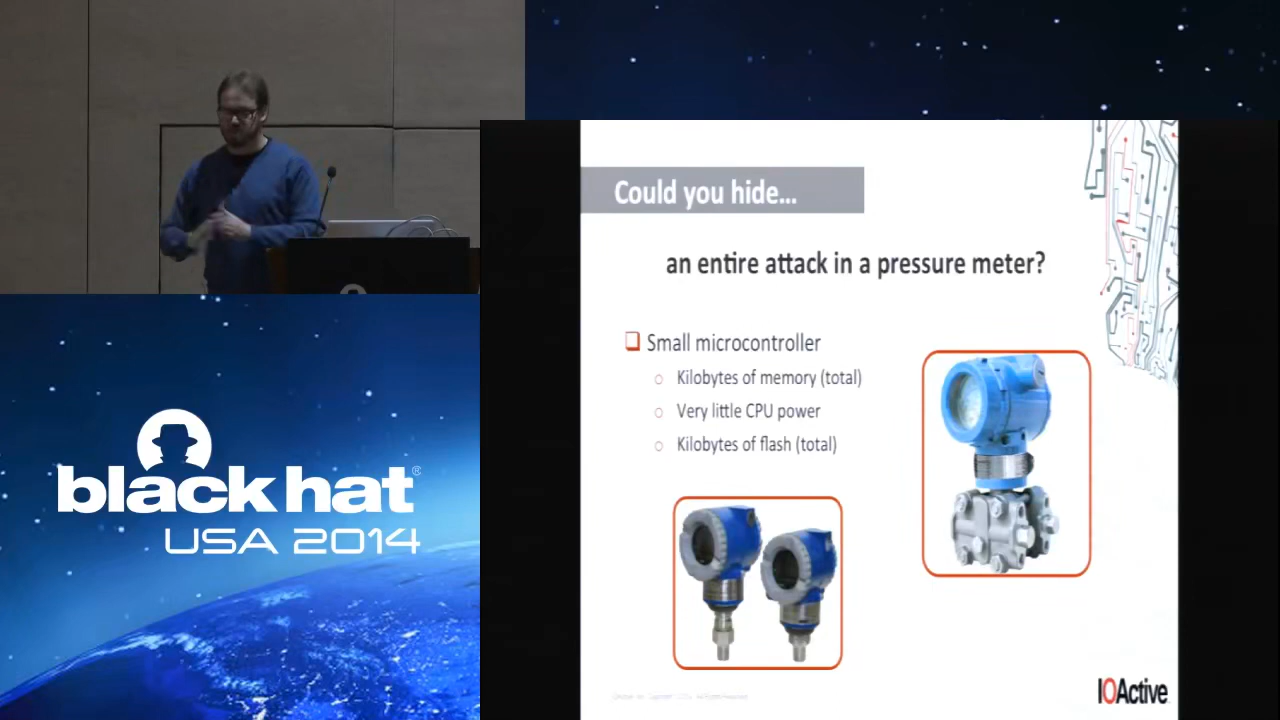 Could you hide...
an entire attack in a pressure meter?
Small microcontroller
Kilobytes of memory (total)
Very little CPU power
Kilobytes of flash (total)
black hat®
USA 2014
IOActive